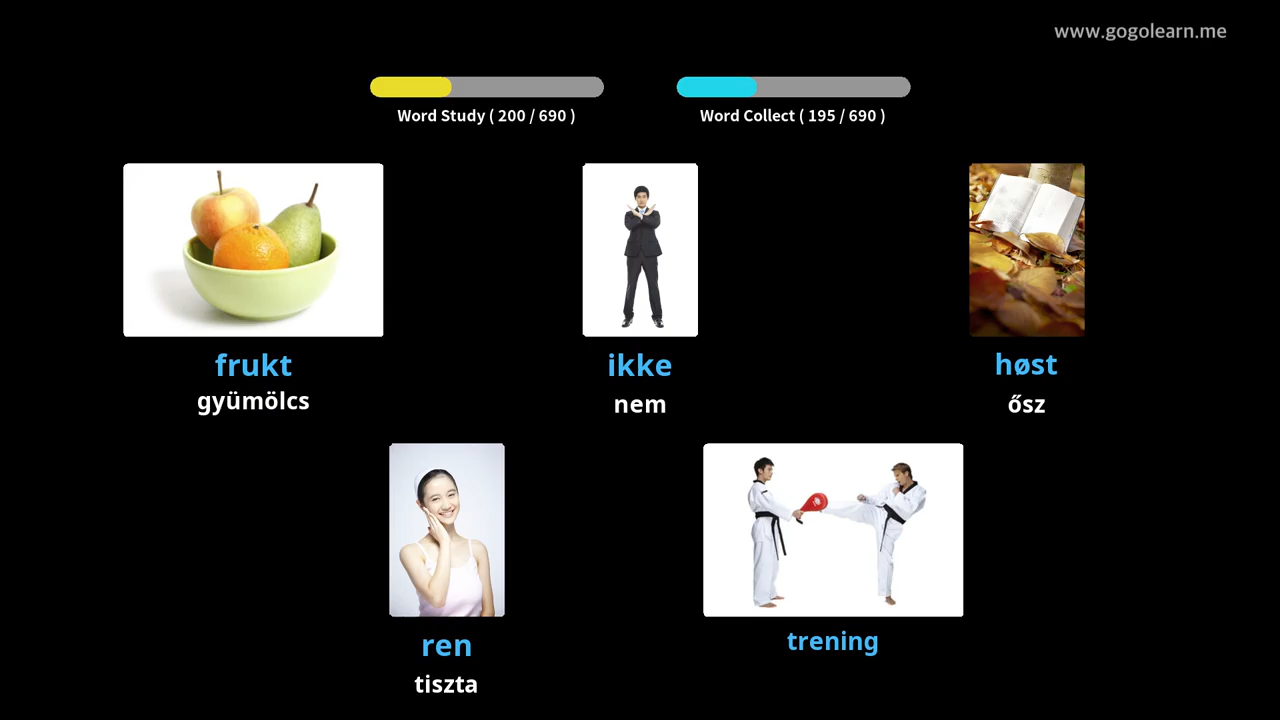 www.gogolearn.me
Word Study ( 200 / 690 )
Word Collect ( 195 / 690 )
frukt
gyümölcs
ikke
nem
høst
ősz
ren
tiszta
trening